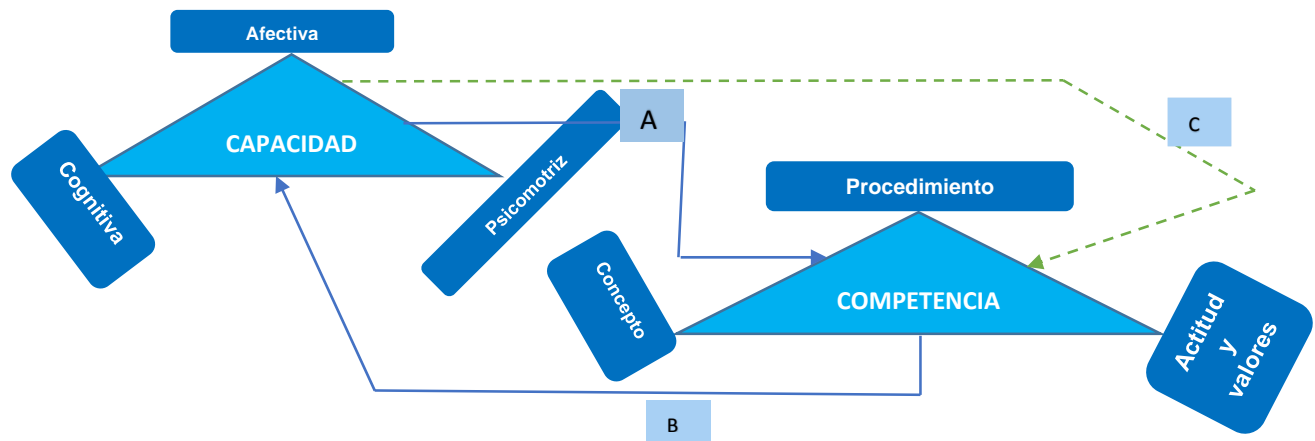 Afectiva
CAPACIDAD
Cognitiva
Psicomotriz
A
C
Procedimiento
Concepto
COMPETENCIA
Actitud
y
valores
B